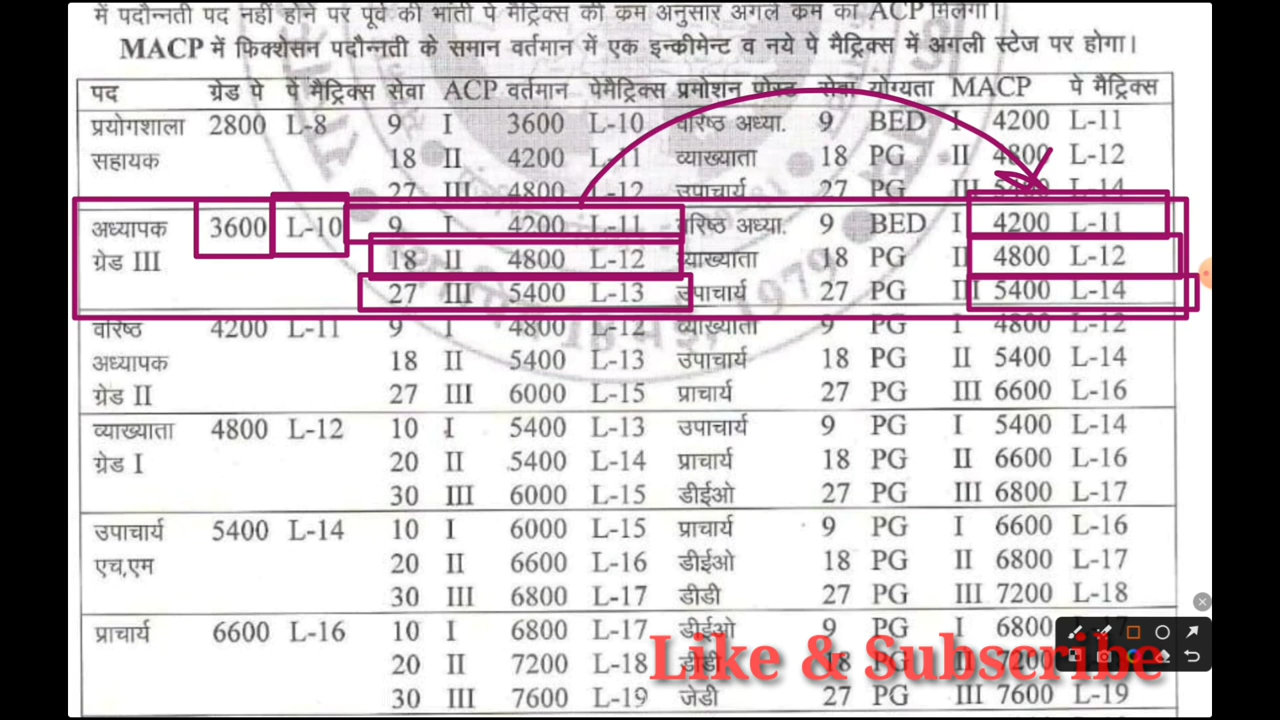 में पदौन्नती पद नहीं होने पर पूर्व की भांती पे मैट्रिक्स की कम अनुसार अगले कम का ACP मिलेगा।
MACP में फिक्शेसन पदौन्नती के समान वर्तमान में एक इन्कीमेन्ट व नये पे मैट्रिक्स में अगली स्टेज पर होगा।
पद ग्रेड पे पे मैट्रिक्स सेवा ACP वर्तमान पेमैट्रिक्स प्रमोशन पोस्ट सेवा योग्यता MACP पे मैट्रिक्स
प्रयोगशाला 2800 L-8 9 I 3600 L-10 वरिष्ठ अध्या. 9 BED I 4200 L-11
सहायक 18 II 4200 L-11 व्याख्याता 18 PG II 4800 L-12
27 III 4800 L-12 उपाचार्य 27 PG III 5400 L-14
अध्यापक 3600 L-10 9 I 4200 L-11 वरिष्ठ अध्या. 9 BED I 4200 L-11
ग्रेड III 18 II 4800 L-12 व्याख्याता 18 PG II 4800 L-12
27 III 5400 L-13 उपाचार्य 27 PG III 5400 L-14
वरिष्ठ 4200 L-11 9 I 4800 L-12 व्याख्याता 9 PG I 4800 L-12
अध्यापक 18 II 5400 L-13 उपाचार्य 18 PG II 5400 L-14
ग्रेड II 27 III 6000 L-15 प्राचार्य 27 PG III 6600 L-16
व्याख्याता 4800 L-12 10 I 5400 L-13 उपाचार्य 9 PG I 5400 L-14
ग्रेड I 20 II 5400 L-14 प्राचार्य 18 PG II 6600 L-16
30 III 6000 L-15 डीईओ 27 PG III 6800 L-17
उपाचार्य 5400 L-14 10 I 6000 L-15 प्राचार्य 9 PG I 6600 L-16
एच,एम 20 II 6600 L-16 डीईओ 18 PG II 6800 L-17
30 III 6800 L-17 डीडी 27 PG III 7200 L-18
प्राचार्य 6600 L-16 10 I 6800 L-17 डीईओ 9 PG I 6800
20 II 7200 L-18 डीडी 18 PG II 7200
30 III 7600 L-19 जेडी 27 PG III 7600 L-19
Like & Subscribe